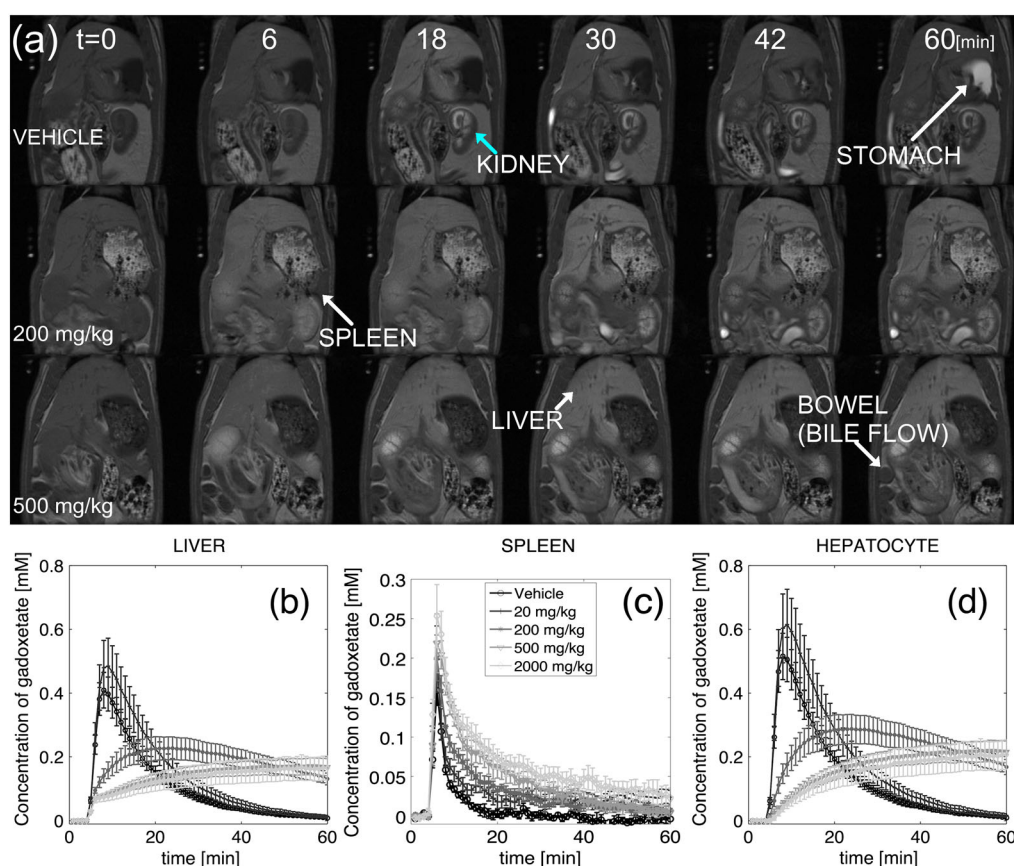 (a) t=0 6 18 30 42 60[min]
VEHICLE
KIDNEY
STOMACH
200 mg/kg
SPLEEN
500 mg/kg
LIVER
BOWEL
(BILE FLOW)
LIVER
Concentration of gadoxetate [mM]
0.8
0.6
0.4
0.2
0
(b)
0 20 40 60
time [min]
SPLEEN
Concentration of gadoxetate [mM]
0.3
0.25
0.2
0.15
0.1
0.05
0
Vehicle
20 mg/kg
200 mg/kg
500 mg/kg
2000 mg/kg
(c)
0 20 40 60
time [min]
HEPATOCYTE
Concentration of gadoxetate [mM]
0.8
0.6
0.4
0.2
0
(d)
0 20 40 60
time [min]